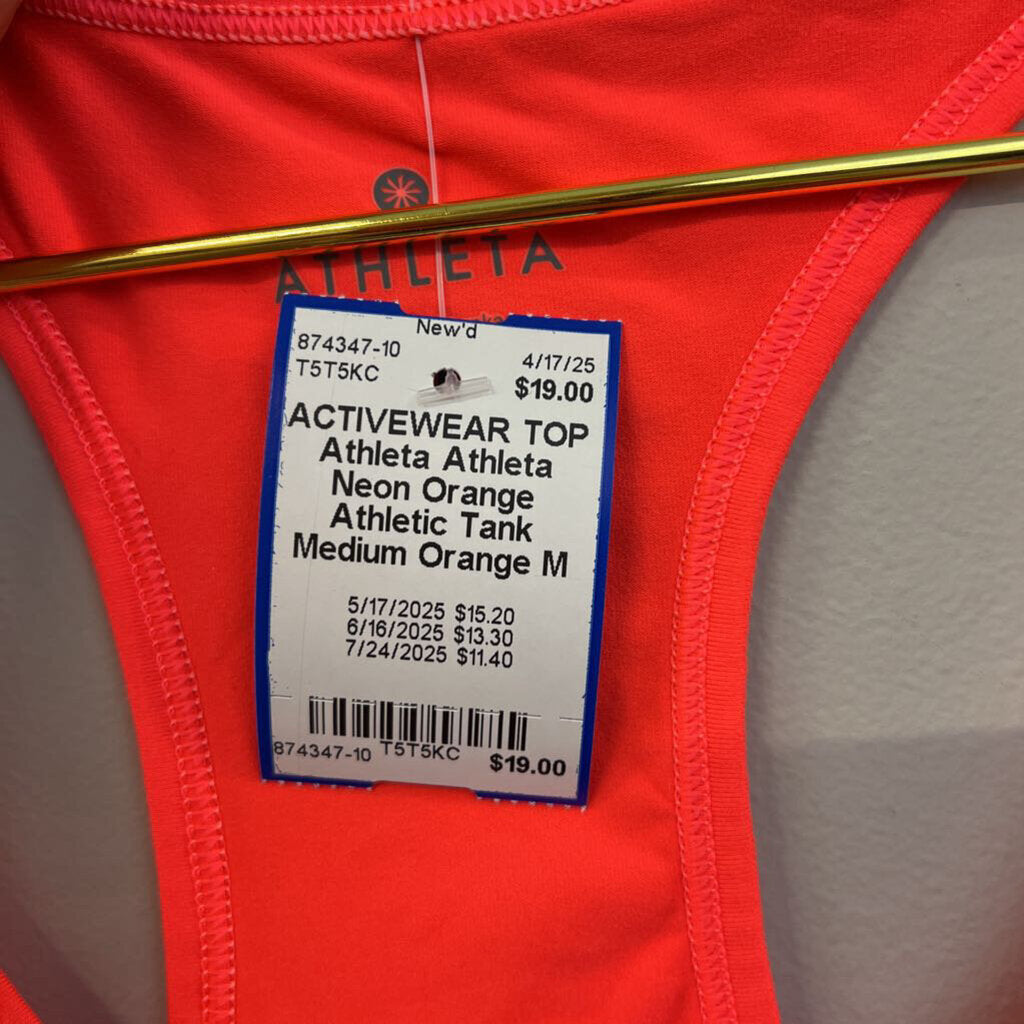 ATHLETA
New'd
874347-10
4/17/25
T5T5KC
$19.00
ACTIVEWEAR TOP
Athleta Athleta
Neon Orange
Athletic Tank
Medium Orange M
5/17/2025 $15.20
6/16/2025 $13.30
7/24/2025 $11.40
874347-10 T5T5KC $19.00